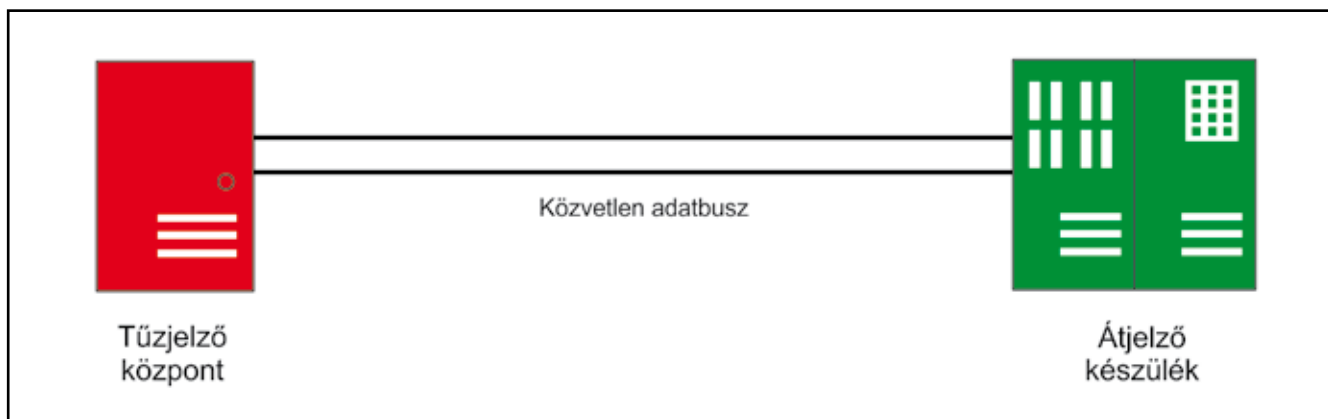 Közvetlen adatbusz
Tűzjelző
központ
Átjelző
készülék